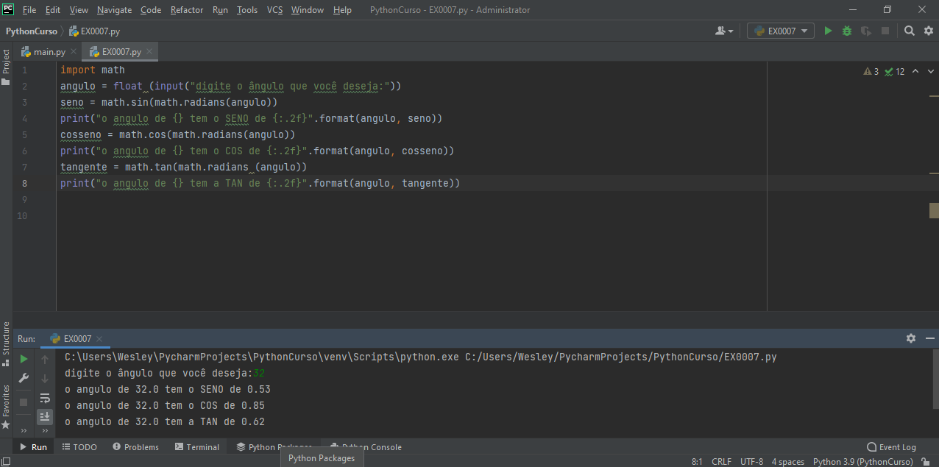 PC File Edit View Navigate Code Refactor Run Tools VCS Window Help PythonCurso - EX0007.py - Administrator
PythonCurso EX0007.py EX0007
main.py EX0007.py
Project
1 import math
2 angulo = float (input("digite o ângulo que você deseja:"))
3 seno = math.sin(math.radians(angulo))
4 print("o angulo de {} tem o SENO de {:.2f}".format(angulo, seno))
5 cosseno = math.cos(math.radians(angulo))
6 print("o angulo de {} tem o COS de {:.2f}".format(angulo, cosseno))
7 tangente = math.tan(math.radians (angulo))
8 print("o angulo de {} tem a TAN de {:.2f}".format(angulo, tangente))
9
10
3 12
Structure
Favorites
Run: EX0007
C:\Users\Wesley\PycharmProjects\PythonCurso\venv\Scripts\python.exe C:/Users/Wesley/PycharmProjects/PythonCurso/EX0007.py
digite o ângulo que você deseja:32
o angulo de 32.0 tem o SENO de 0.53
o angulo de 32.0 tem o COS de 0.85
o angulo de 32.0 tem a TAN de 0.62
Run TODO Problems Terminal Python Packages Python Console Event Log
Python Packages
8:1 CRLF UTF-8 4 spaces Python 3.9 (PythonCurso)